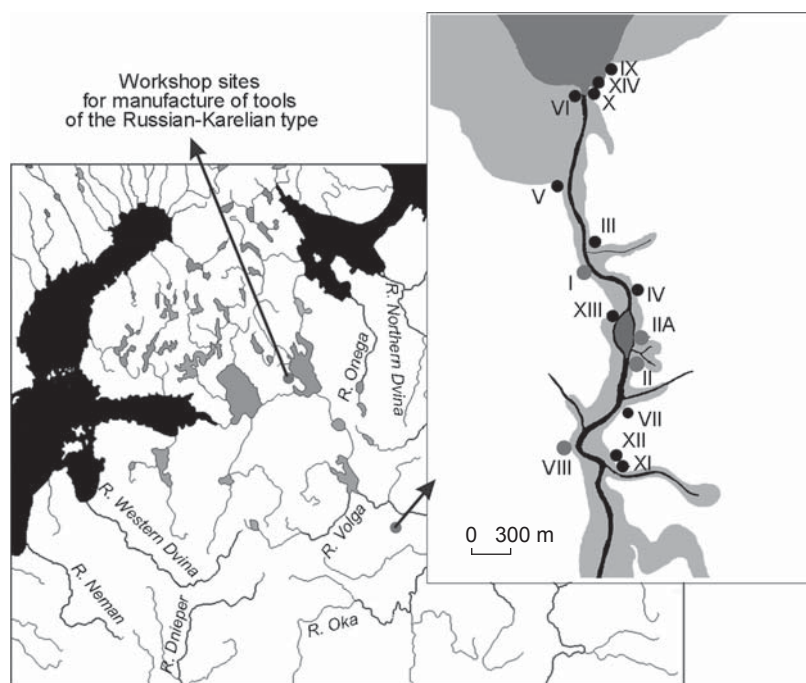 Workshop sites
for manufacture of tools
of the Russian-Karelian type
R. Onega
R. Northern Dvina
R. Volga
R. Western Dvina
R. Neman
R. Dnieper
R. Oka
IX
XIV
X
VI
V
III
I
IV
XIII
IIA
II
VII
XII
VIII
XI
0 300 m